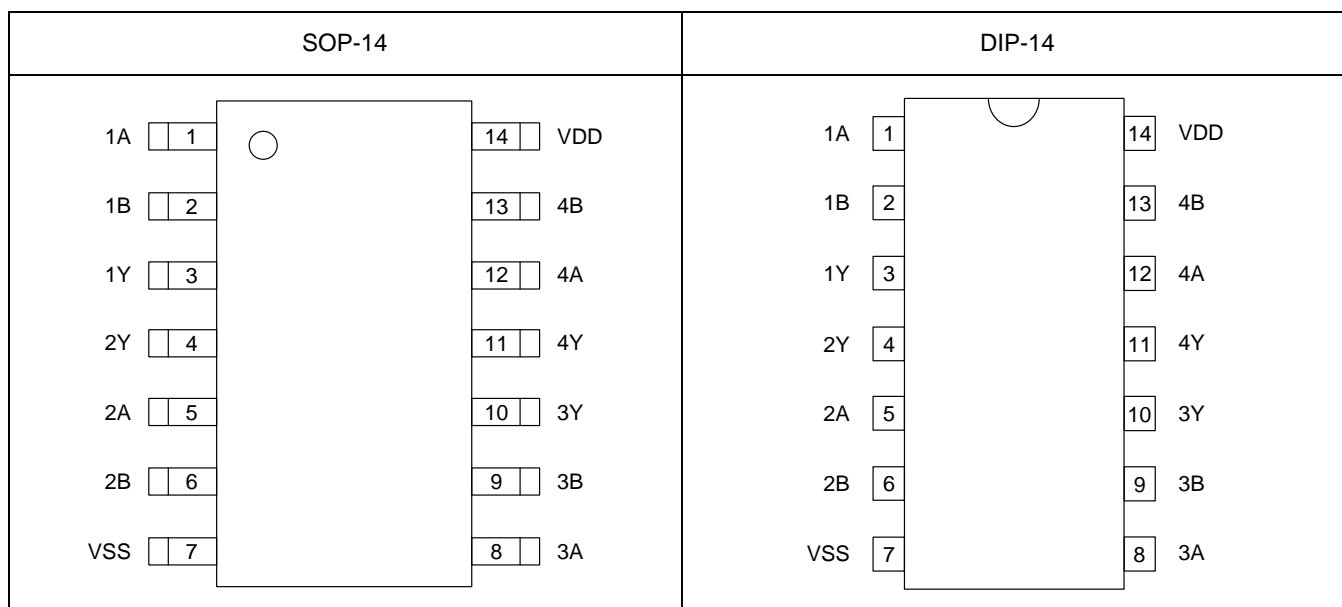 SOP-14 DIP-14
1A 1 14 VDD
1B 2 13 4B
1Y 3 12 4A
2Y 4 11 4Y
2A 5 10 3Y
2B 6 9 3B
VSS 7 8 3A
1A 1 14 VDD
1B 2 13 4B
1Y 3 12 4A
2Y 4 11 4Y
2A 5 10 3Y
2B 6 9 3B
VSS 7 8 3A